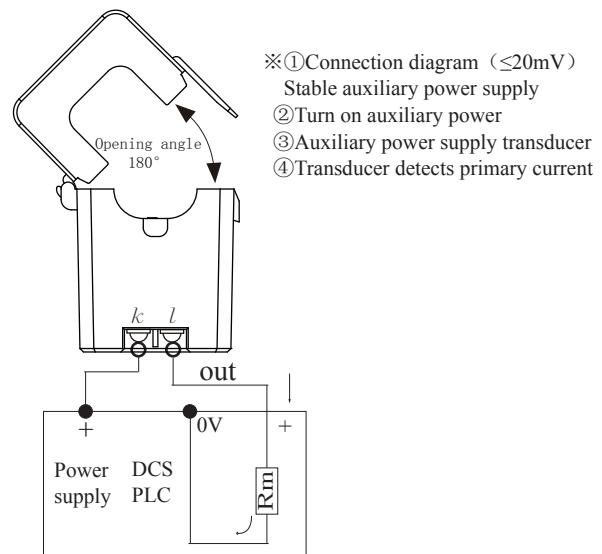 ※①Connection diagram（≤20mV）
Stable auxiliary power supply
②Turn on auxiliary power
③Auxiliary power supply transducer
④Transducer detects primary current
Opening angle
180°
k l
out
+ 0V +
Power DCS
supply PLC
Rm